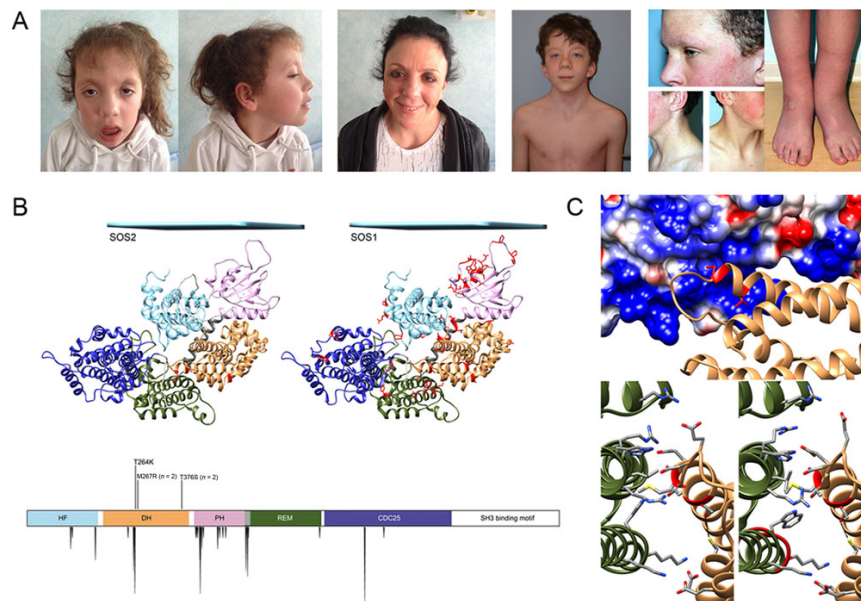 A
B
SOS2
SOS1
C
T264K
M267R (n = 2)
T376S (n = 2)
HF
DH
PH
REM
CDC25
SH3 binding motif